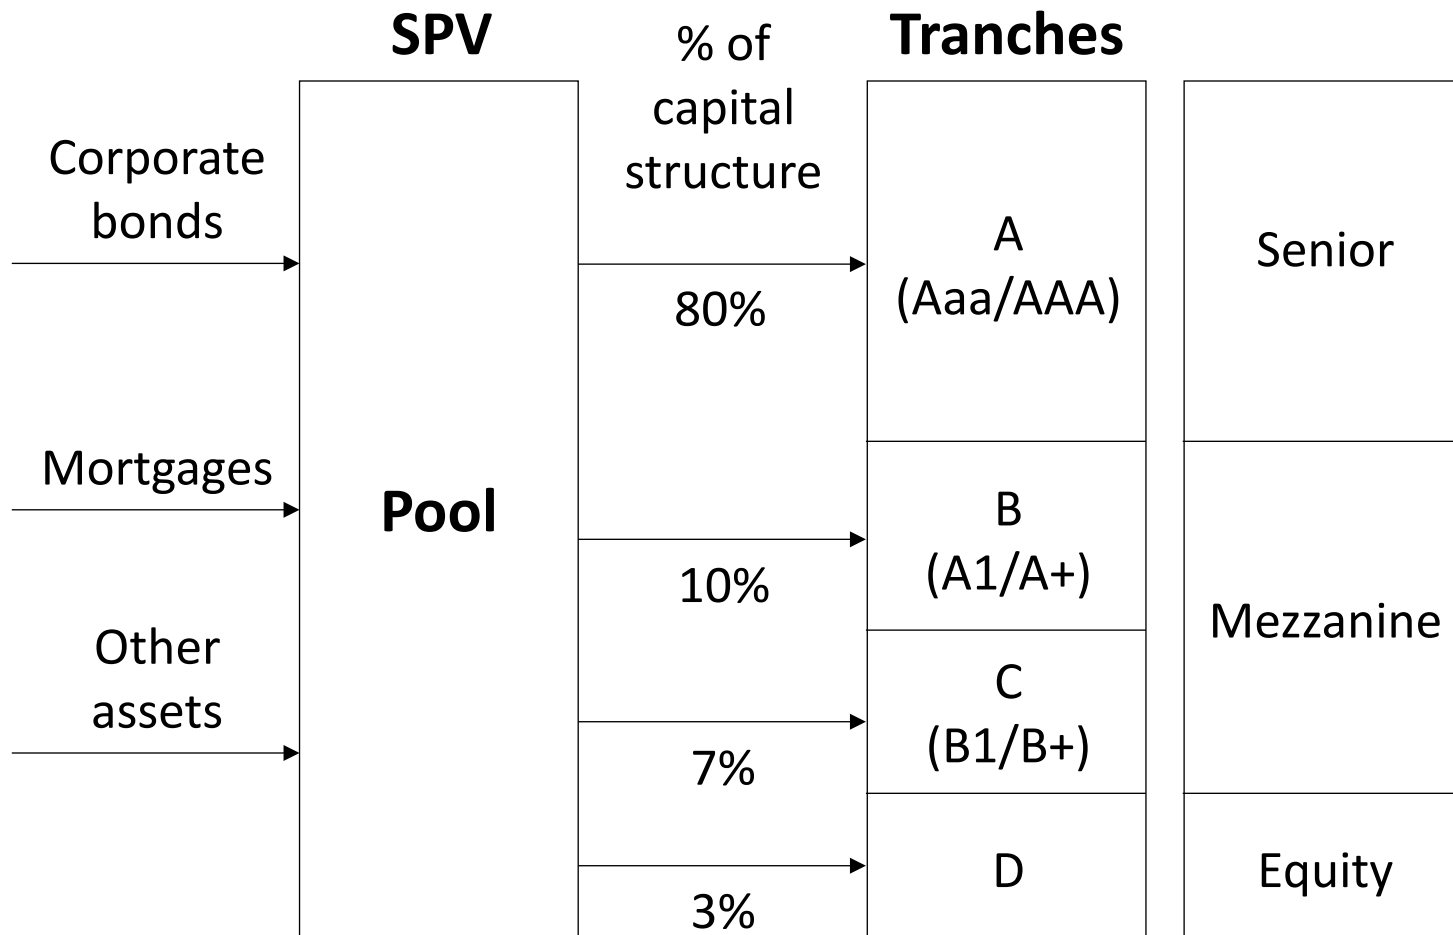 SPV
% of
capital
structure
Tranches
Corporate
bonds
Mortgages
Other
assets
Pool
80%
10%
7%
3%
A
(Aaa/AAA)
B
(A1/A+)
C
(B1/B+)
D
Senior
Mezzanine
Equity